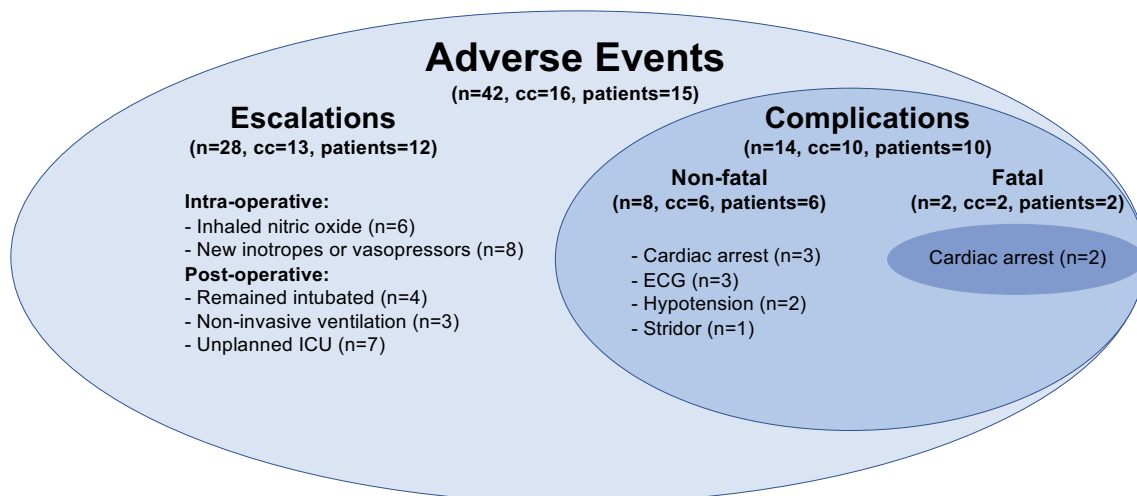 Adverse Events
(n=42, cc=16, patients=15)
Escalations
(n=28, cc=13, patients=12)
Intra-operative:
- Inhaled nitric oxide (n=6)
- New inotropes or vasopressors (n=8)
Post-operative:
- Remained intubated (n=4)
- Non-invasive ventilation (n=3)
- Unplanned ICU (n=7)
Complications
(n=14, cc=10, patients=10)
Non-fatal
(n=8, cc=6, patients=6)
- Cardiac arrest (n=3)
- ECG (n=3)
- Hypotension (n=2)
- Stridor (n=1)
Fatal
(n=2, cc=2, patients=2)
Cardiac arrest (n=2)